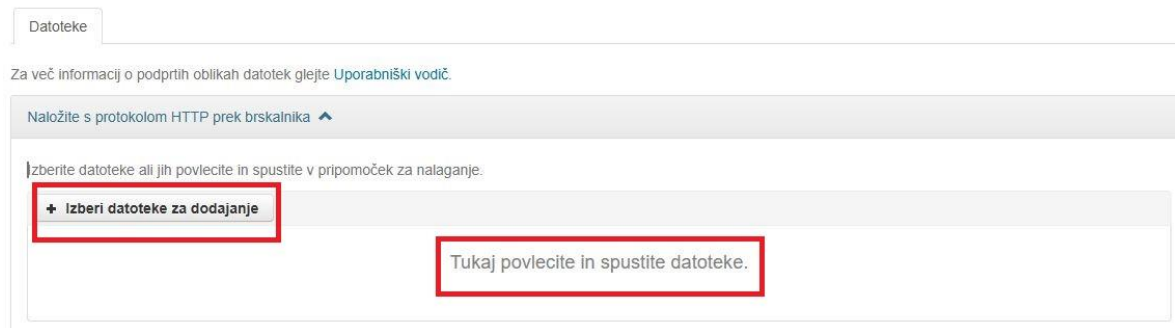 Datoteke
Za več informacij o podprtih oblikah datotek glejte Uporabniški vodič.
Naložite s protokolom HTTP prek brskalnika
Izberite datoteke ali jih povlecite in spustite v pripomoček za nalaganje.
+ Izberi datoteke za dodajanje
Tukaj povlecite in spustite datoteke.